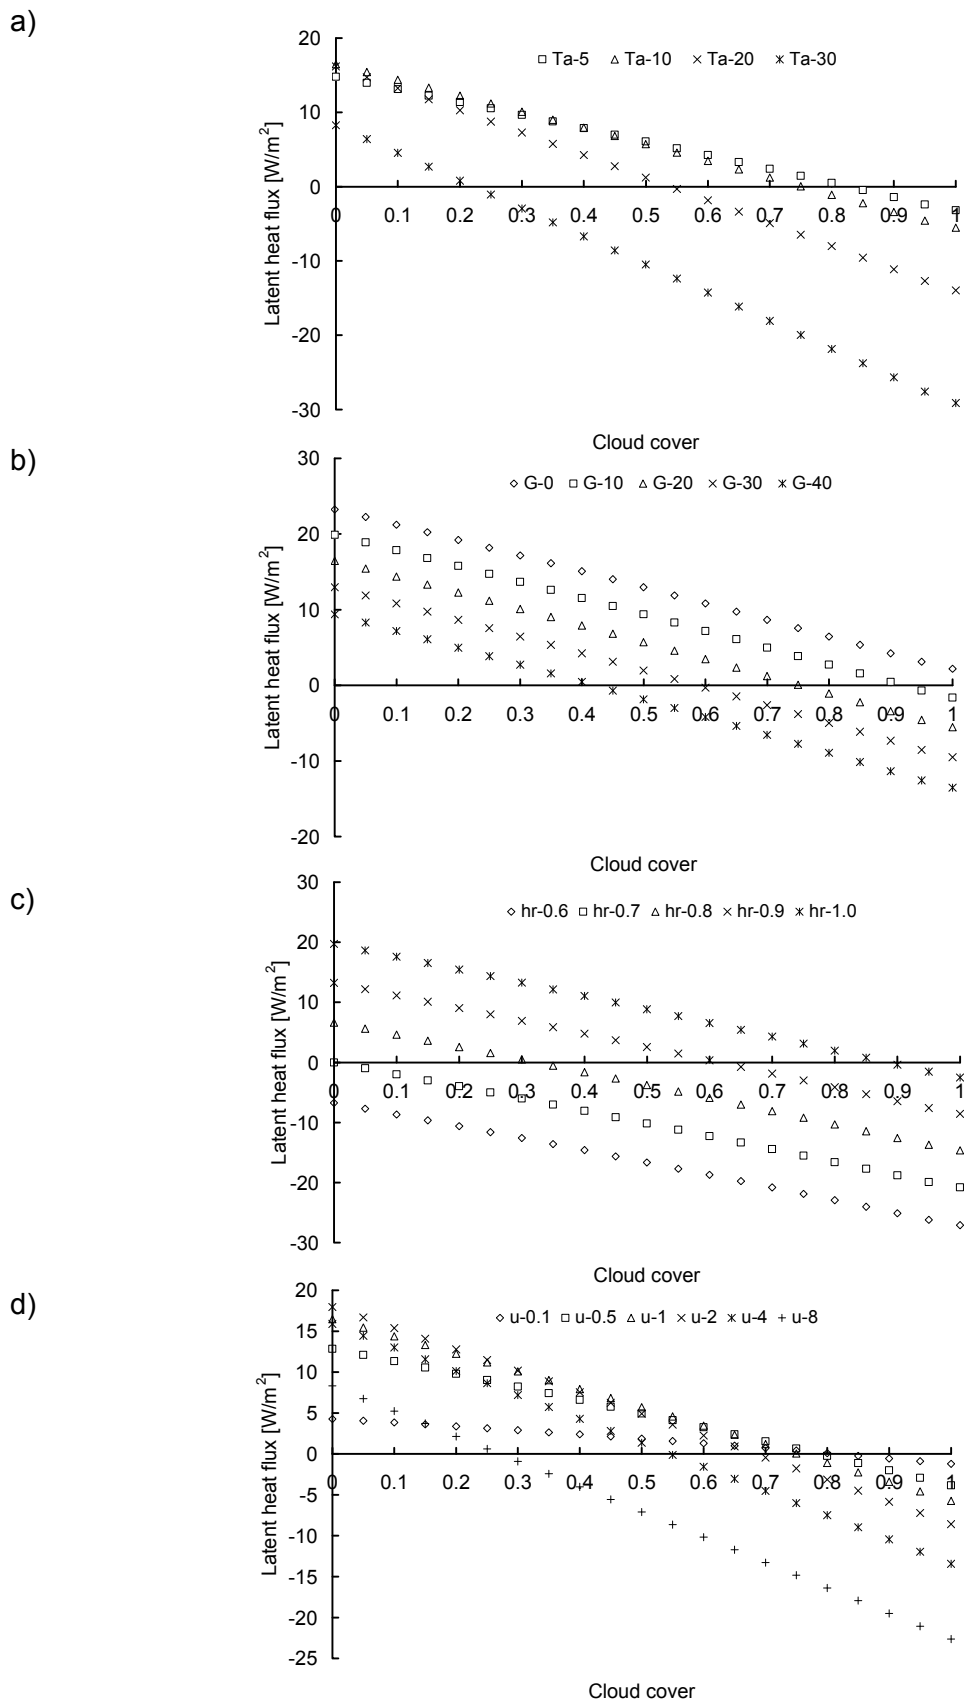 a)
20
10
0
-10
-20
-30
Latent heat flux [W/m²]
Ta-5 Ta-10 Ta-20 Ta-30
0 0.1 0.2 0.3 0.4 0.5 0.6 0.7 0.8 0.9 1
Cloud cover
b)
30
20
10
0
-10
-20
Latent heat flux [W/m²]
G-0 G-10 G-20 G-30 G-40
0 0.1 0.2 0.3 0.4 0.5 0.6 0.7 0.8 0.9 1
Cloud cover
c)
30
20
10
0
-10
-20
-30
Latent heat flux [W/m²]
hr-0.6 hr-0.7 hr-0.8 hr-0.9 hr-1.0
0 0.1 0.2 0.3 0.4 0.5 0.6 0.7 0.8 0.9 1
Cloud cover
d)
20
15
10
5
0
-5
-10
-15
-20
-25
Latent heat flux [W/m²]
u-0.1 u-0.5 u-1 u-2 u-4 u-8
0 0.1 0.2 0.3 0.4 0.5 0.6 0.7 0.8 0.9 1
Cloud cover